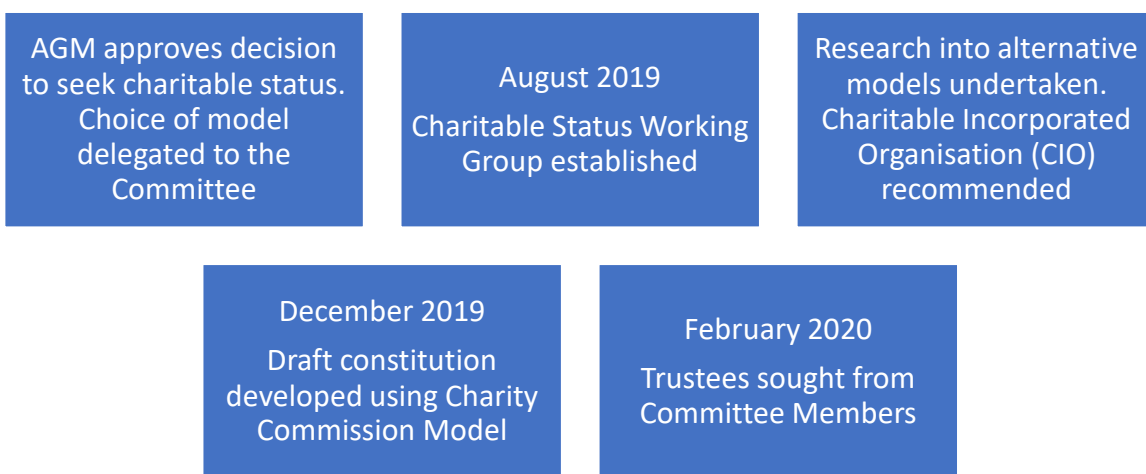 AGM approves decision
to seek charitable status.
Choice of model
delegated to the
Committee
August 2019
Charitable Status Working
Group established
Research into alternative
models undertaken.
Charitable Incorporated
Organisation (CIO)
recommended
December 2019
Draft constitution
developed using Charity
Commission Model
February 2020
Trustees sought from
Committee Members